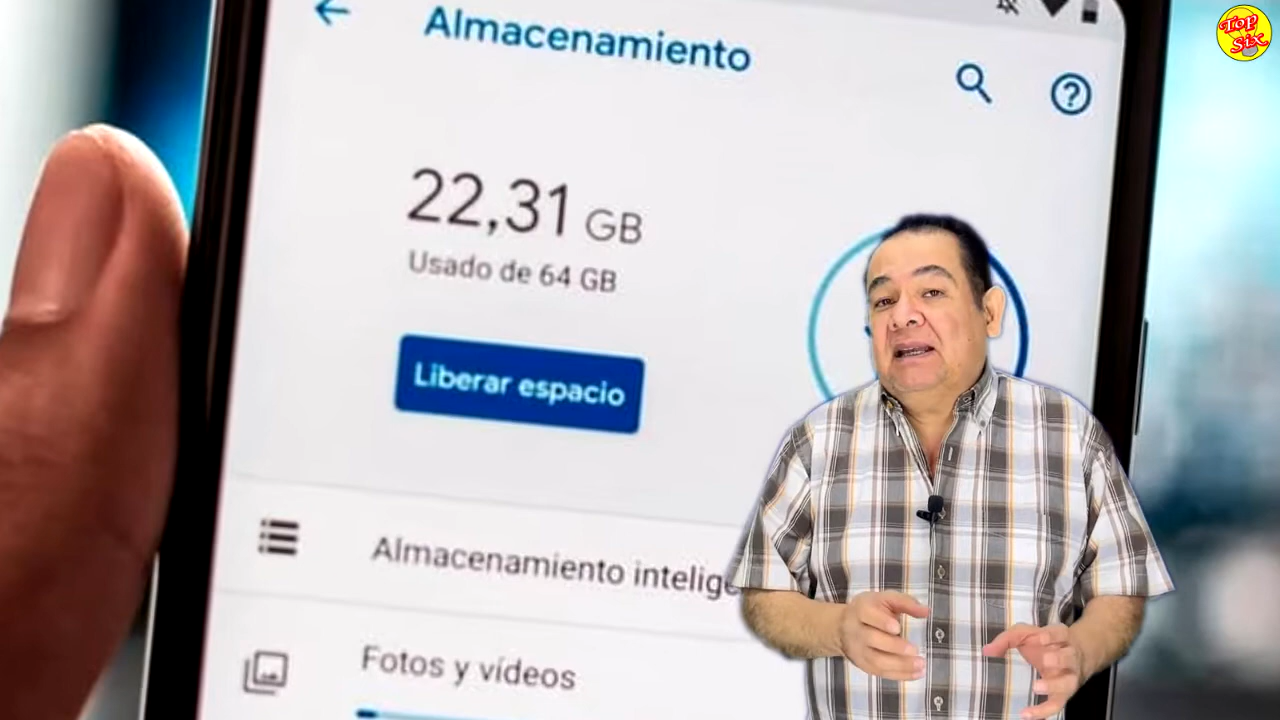 Almacenamiento
Top
Six
22,31 GB
Usado de 64 GB
Liberar espacio
Almacenamiento intelige
Fotos y vídeos